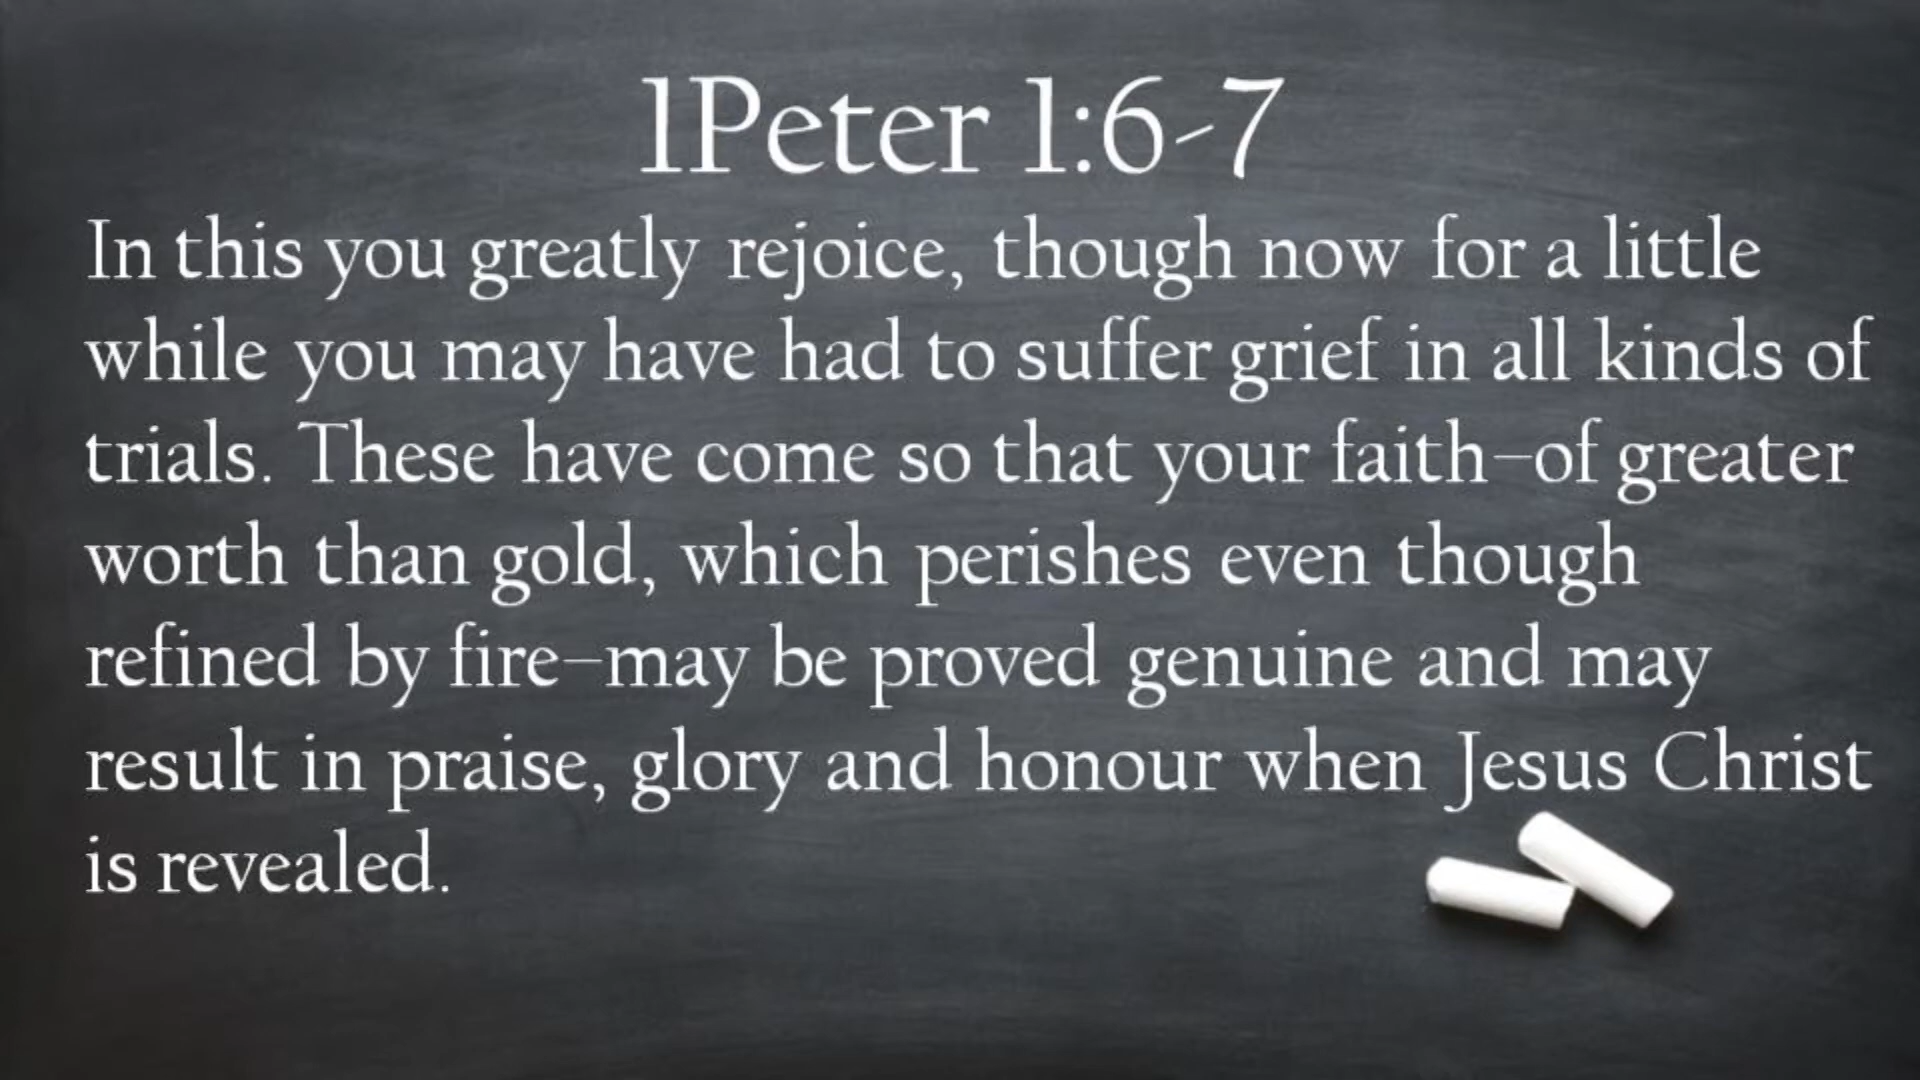 1Peter 1:6-7
In this you greatly rejoice, though now for a little
while you may have had to suffer grief in all kinds of
trials. These have come so that your faith–of greater
worth than gold, which perishes even though
refined by fire–may be proved genuine and may
result in praise, glory and honour when Jesus Christ
is revealed.